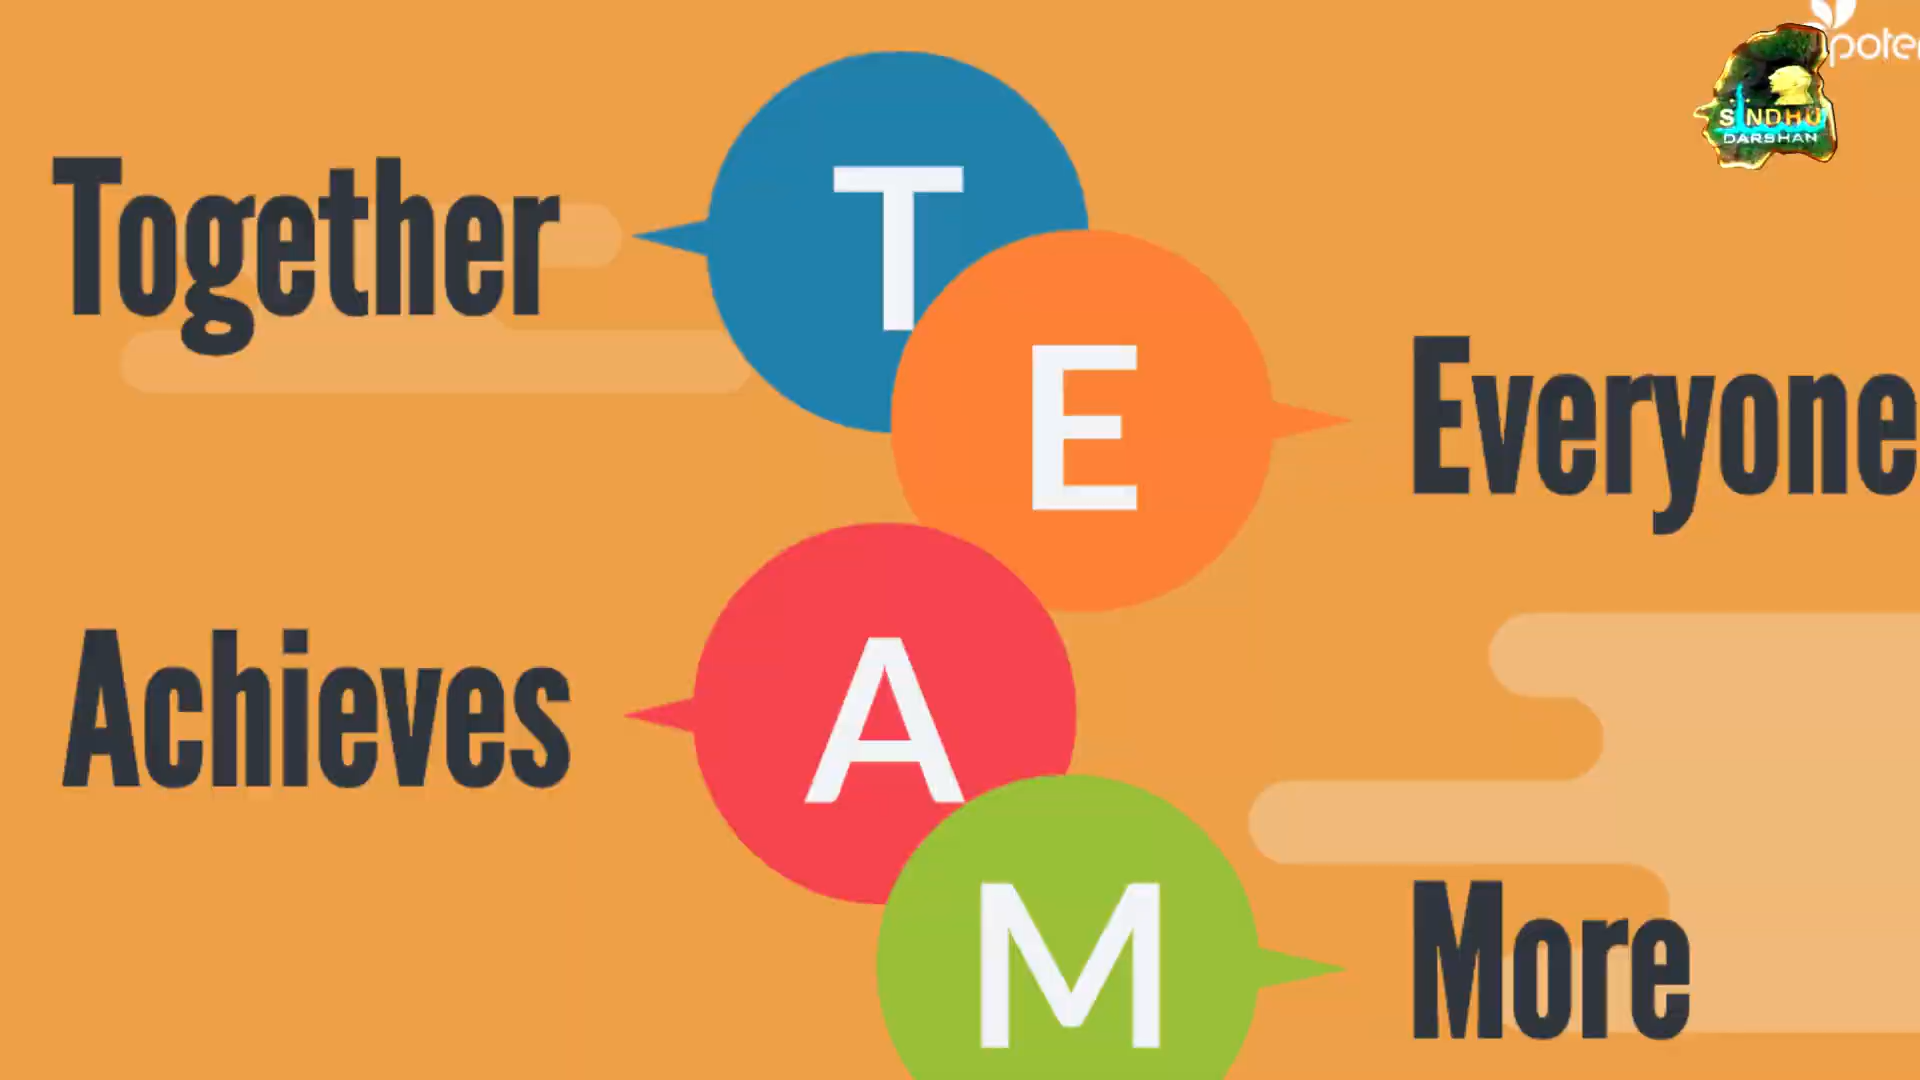 Together
T
E
Everyone
Achieves
A
M
More
SINDHU
DARSHAN